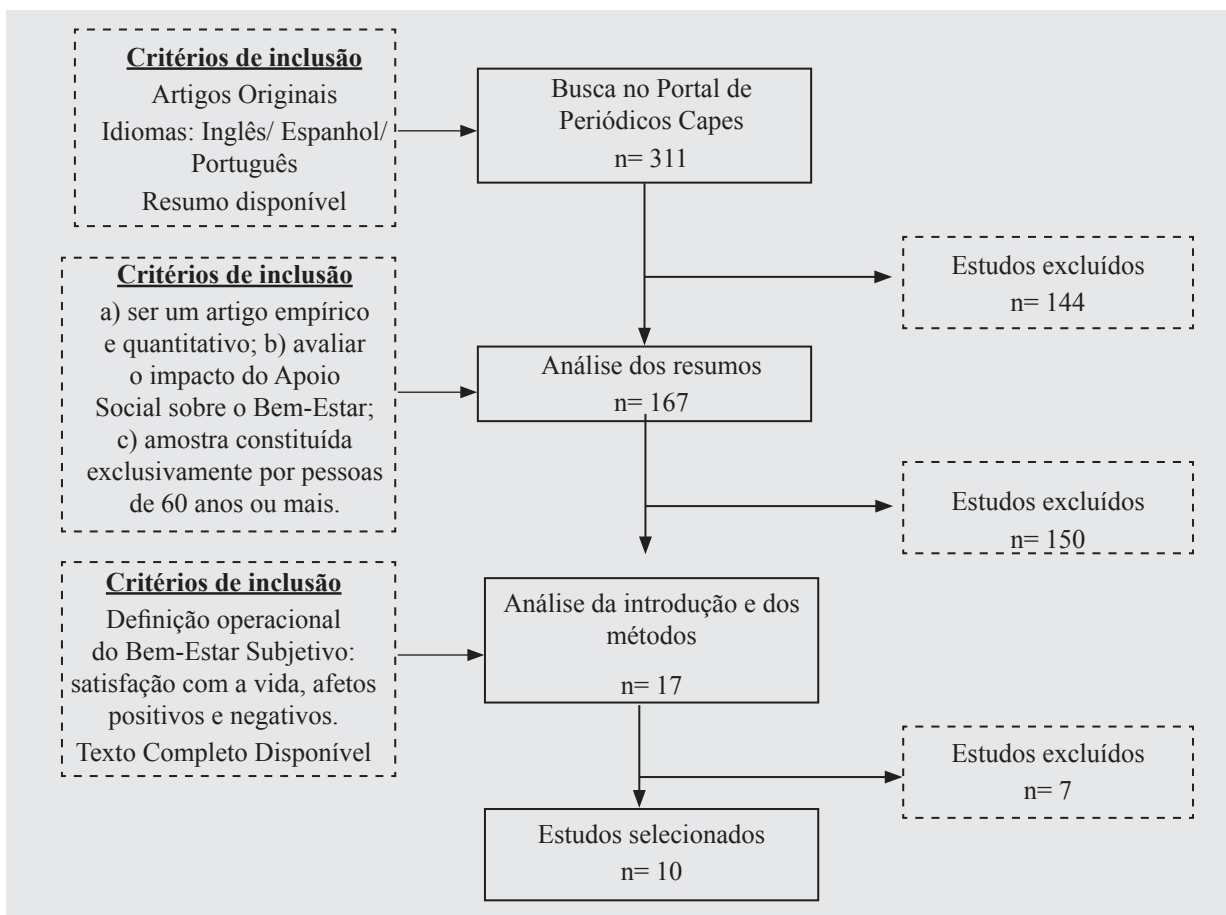 Critérios de inclusão
Artigos Originais
Idiomas: Inglês/ Espanhol/
Português
Resumo disponível
Busca no Portal de
Periódicos Capes
n= 311
Estudos excluídos
n= 144
Critérios de inclusão
a) ser um artigo empírico
e quantitativo; b) avaliar
o impacto do Apoio
Social sobre o Bem-Estar;
c) amostra constituída
exclusivamente por pessoas
de 60 anos ou mais.
Análise dos resumos
n= 167
Estudos excluídos
n= 150
Critérios de inclusão
Definição operacional
do Bem-Estar Subjetivo:
satisfação com a vida, afetos
positivos e negativos.
Texto Completo Disponível
Análise da introdução e dos
métodos
n= 17
Estudos excluídos
n= 7
Estudos selecionados
n= 10